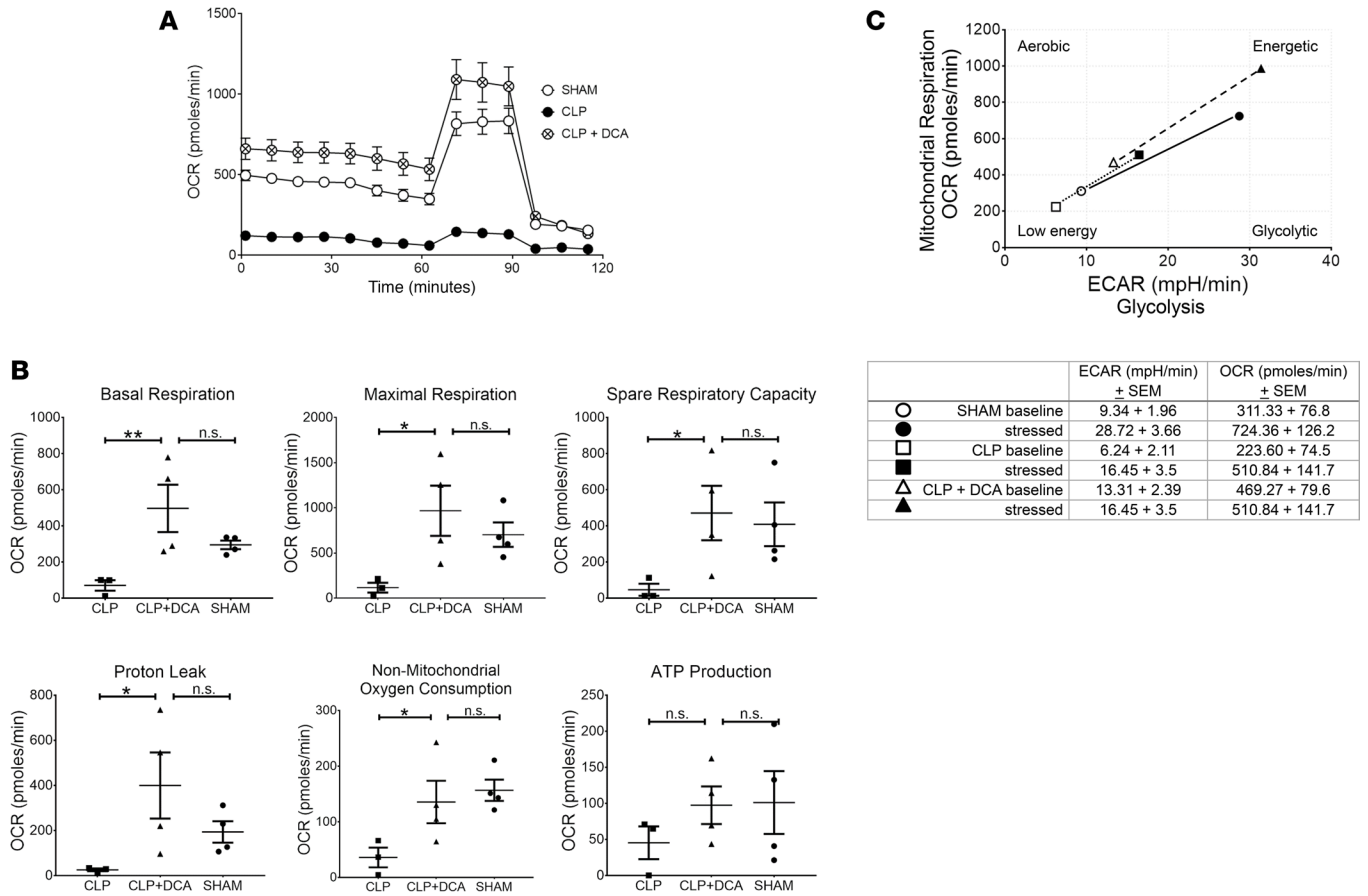 A
OCR (pmoles/min)
1500
1000
500
0
0 30 60 90 120
Time (minutes)
SHAM
CLP
CLP + DCA
C
Mitochondrial Respiration
OCR (pmoles/min)
1200
1000
800
600
400
200
0
Aerobic Energetic
Low energy Glycolytic
0 10 20 30 40
ECAR (mpH/min)
Glycolysis
ECAR (mpH/min) OCR (pmoles/min)
± SEM ± SEM
SHAM baseline 9.34 + 1.96 311.33 + 76.8
stressed 28.72 + 3.66 724.36 + 126.2
CLP baseline 6.24 + 2.11 223.60 + 74.5
stressed 16.45 + 3.5 510.84 + 141.7
CLP + DCA baseline 13.31 + 2.39 469.27 + 79.6
stressed 16.45 + 3.5 510.84 + 141.7
B
Basal Respiration
OCR (pmoles/min)
1000
800
600
400
200
0
** n.s.
CLP CLP+DCA SHAM
Maximal Respiration
OCR (pmoles/min)
2000
1500
1000
500
0
* n.s.
CLP CLP+DCA SHAM
Spare Respiratory Capacity
OCR (pmoles/min)
1000
800
600
400
200
0
* n.s.
CLP CLP+DCA SHAM
Proton Leak
OCR (pmoles/min)
800
600
400
200
0
* n.s.
CLP CLP+DCA SHAM
Non-Mitochondrial
Oxygen Consumption
OCR (pmoles/min)
300
200
100
0
* n.s.
CLP CLP+DCA SHAM
ATP Production
OCR (pmoles/min)
250
200
150
100
50
0
n.s. n.s.
CLP CLP+DCA SHAM